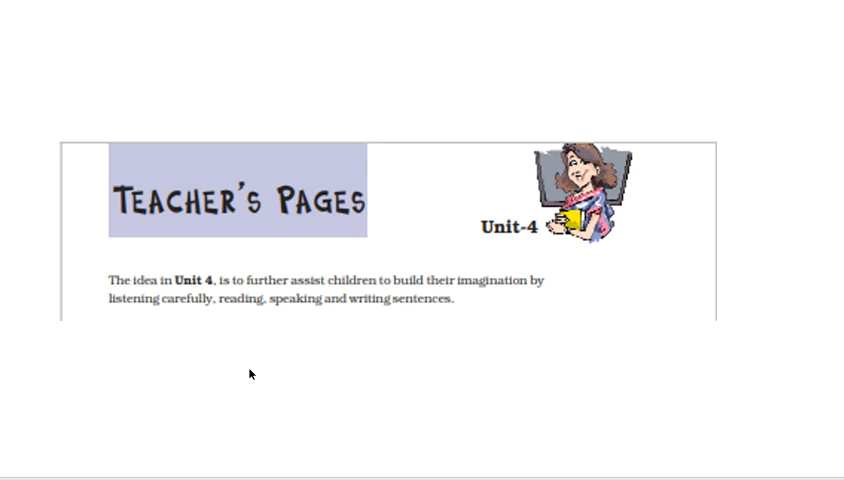 TEACHER'S PAGES
Unit-4
The idea in Unit 4, is to further assist children to build their imagination by
listening carefully, reading, speaking and writing sentences.